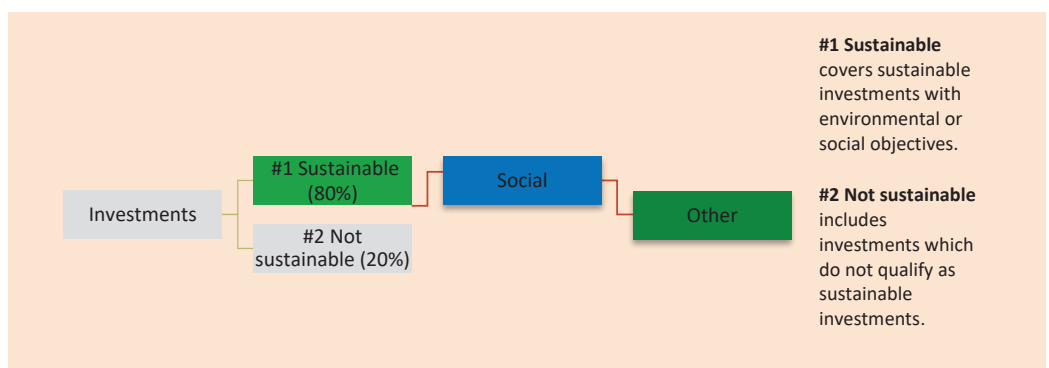 Investments
#1 Sustainable
(80%)
#2 Not
sustainable (20%)
Social
Other
#1 Sustainable
covers sustainable
investments with
environmental or
social objectives.
#2 Not sustainable
includes
investments which
do not qualify as
sustainable
investments.